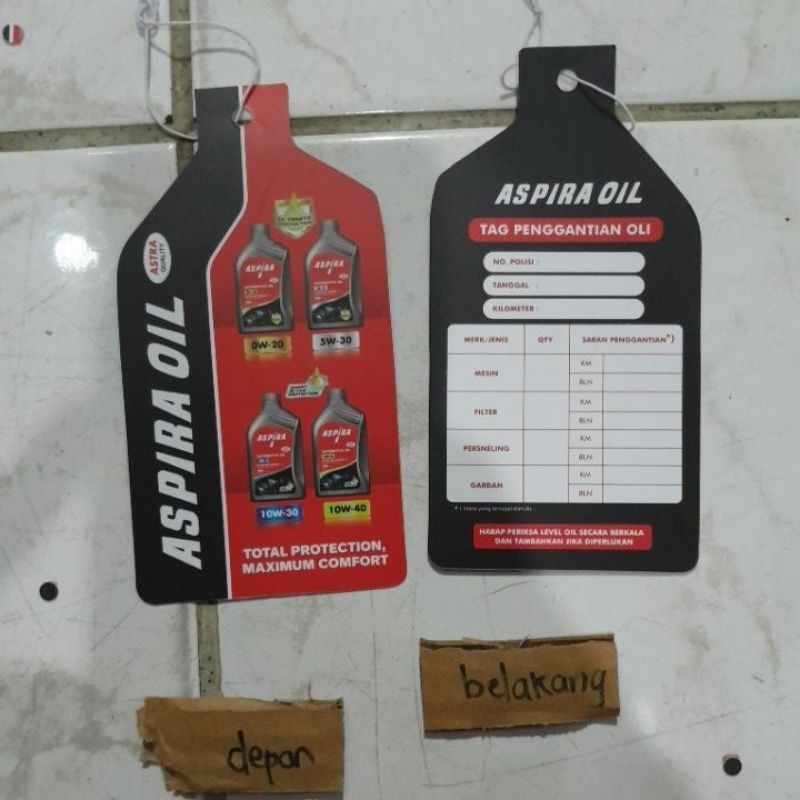 ASTRA
QUALITY
ASPIRA OIL
ULTIMATE
ASPIRA
ASPIRA
0W-20
5W-30
ASPIRA
ASPIRA
10W-30
10W-40
TOTAL PROTECTION,
MAXIMUM COMFORT
ASPIRA OIL
TAG PENGGANTIAN OLI
NO. POLISI :
TANGGAL :
KILOMETER :
MERK/JENIS QTY SARAN PENGGANTIAN*)
MESIN KM
BLN
FILTER KM
BLN
PERSNELING KM
BLN
GARDAN KM
BLN
HARAP PERIKSA LEVEL OIL SECARA BERKALA
DAN TAMBAHKAN JIKA DIPERLUKAN
depan
belakang